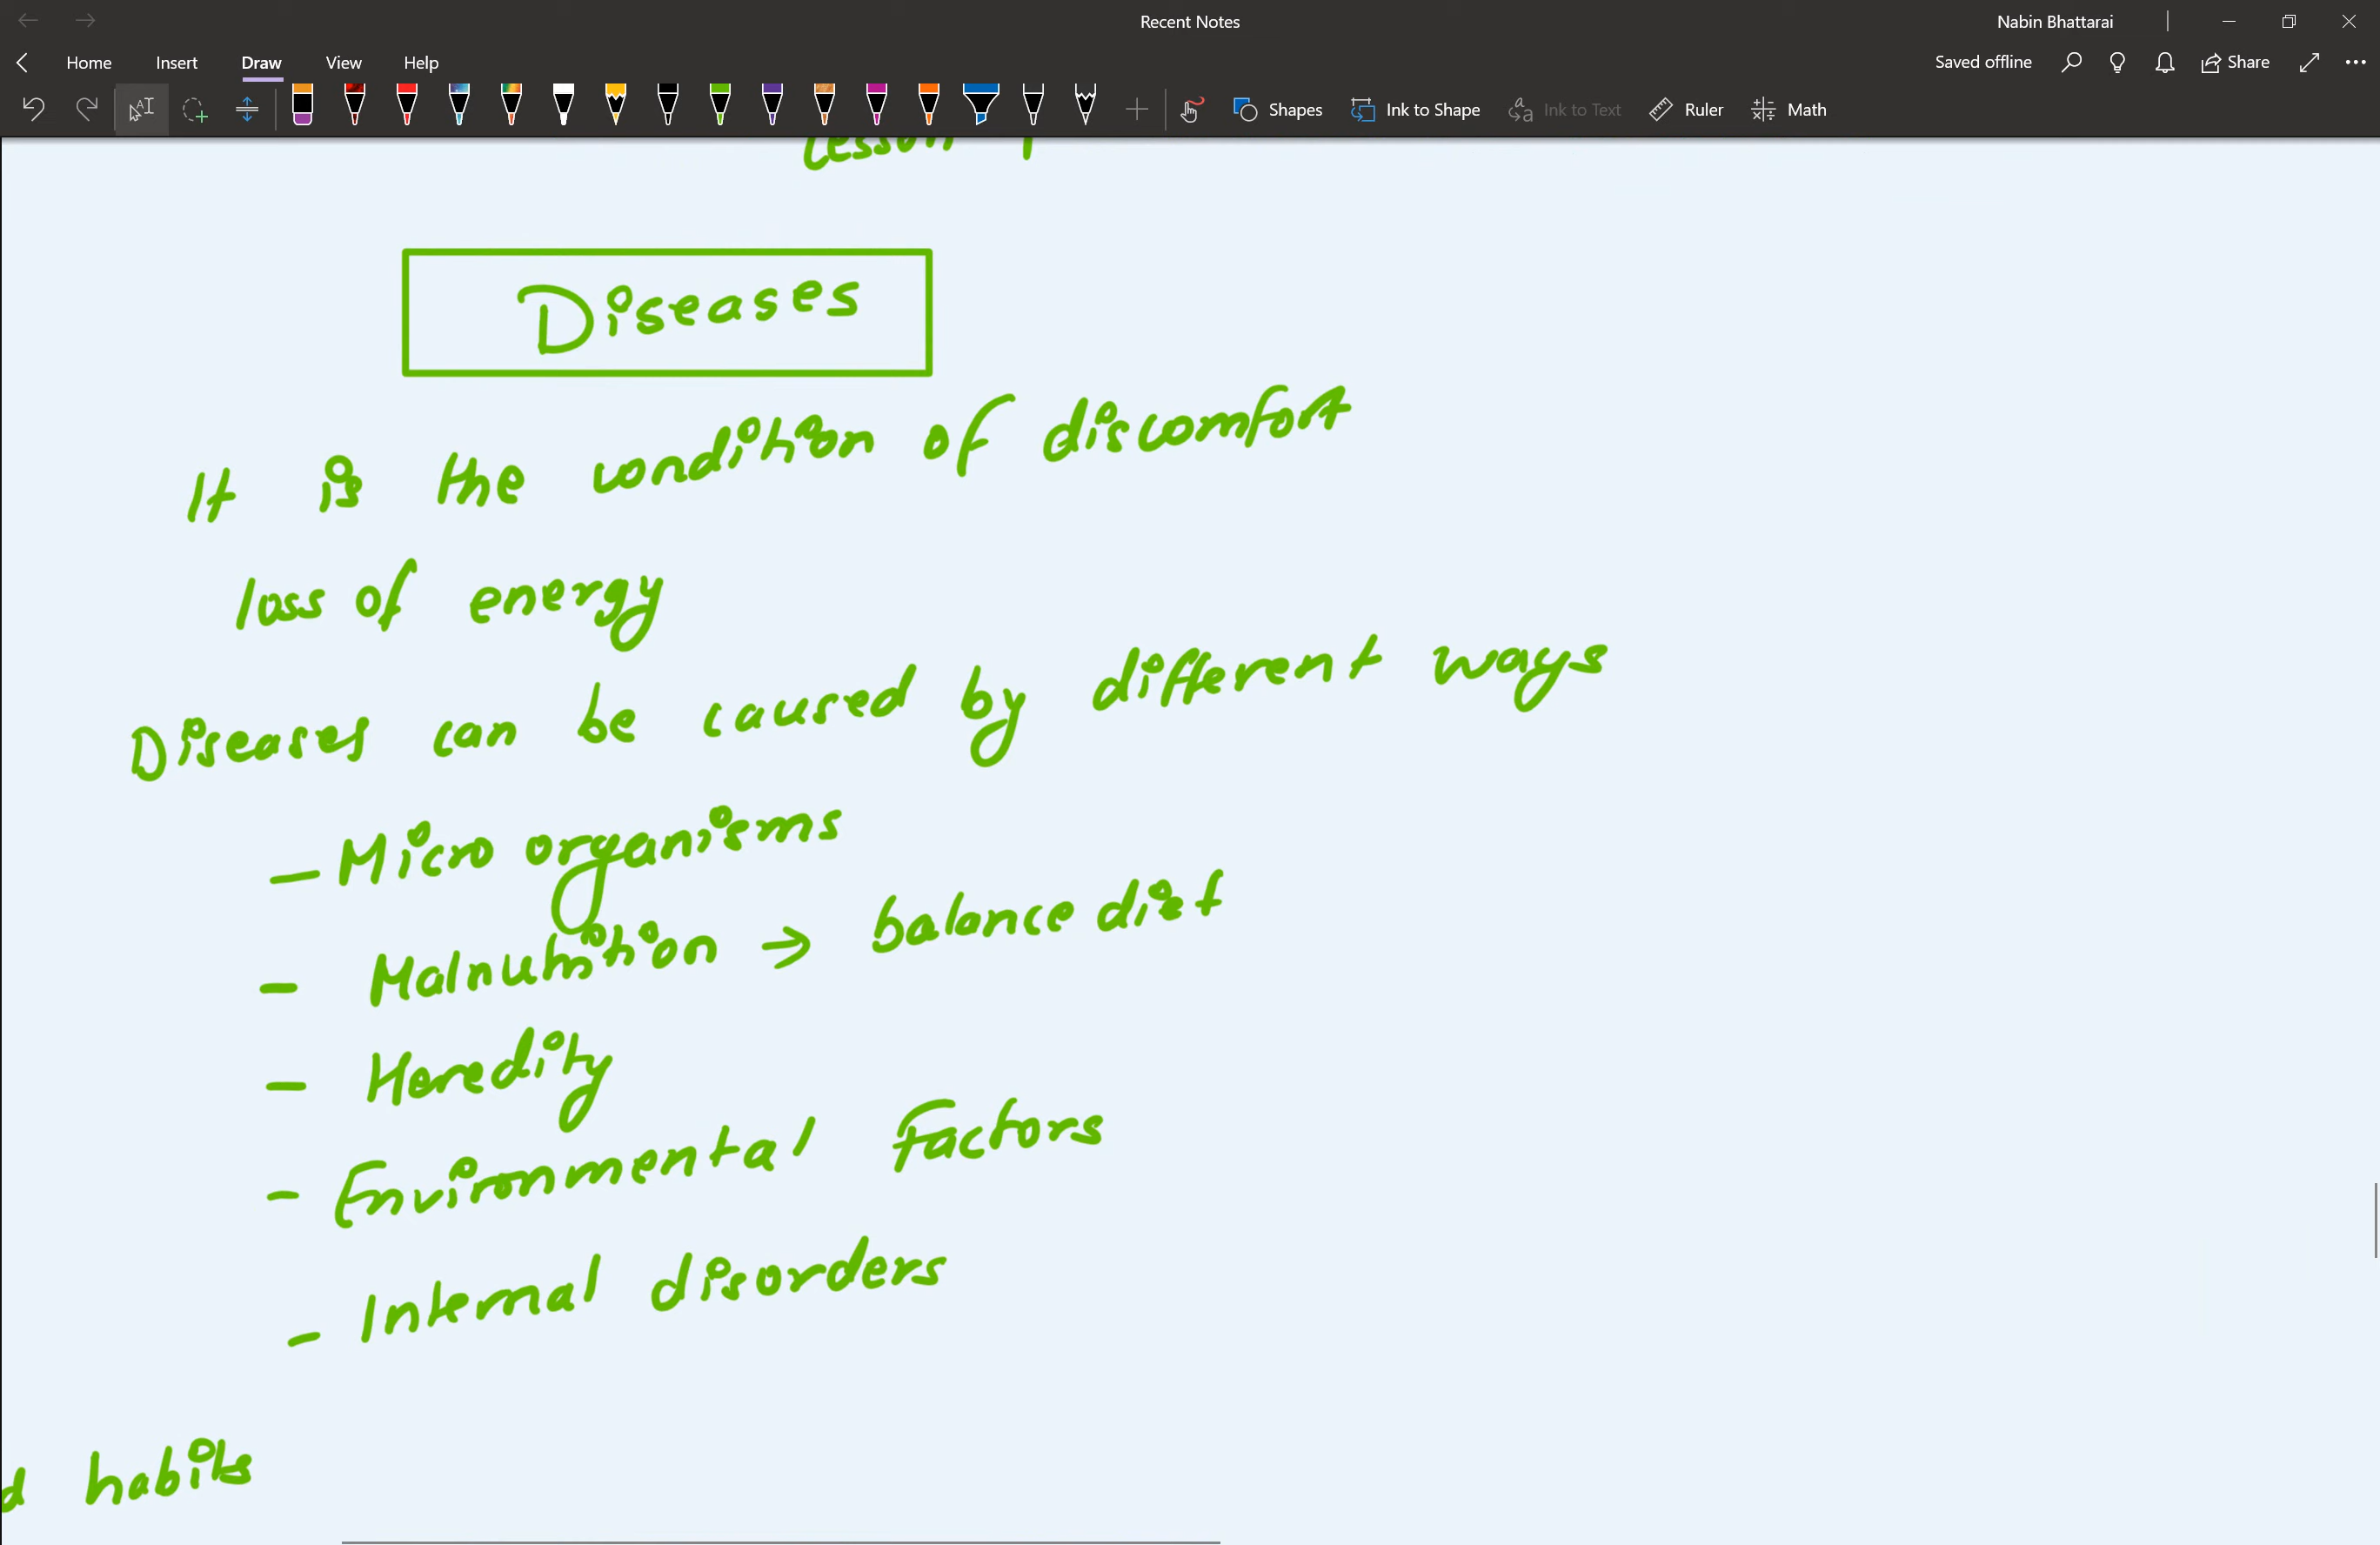 Recent Notes
Nabin Bhattarai
Home Insert Draw View Help
Saved offline
Share
Shapes Ink to Shape Ink to Text Ruler Math
Lesson
Diseases
It is the condition of discomfort
loss of energy
Diseases can be caused by different ways
- Micro organisms
- Malnutrition → balance diet
- Heredity
- Environmental factors
- Internal disorders
habits